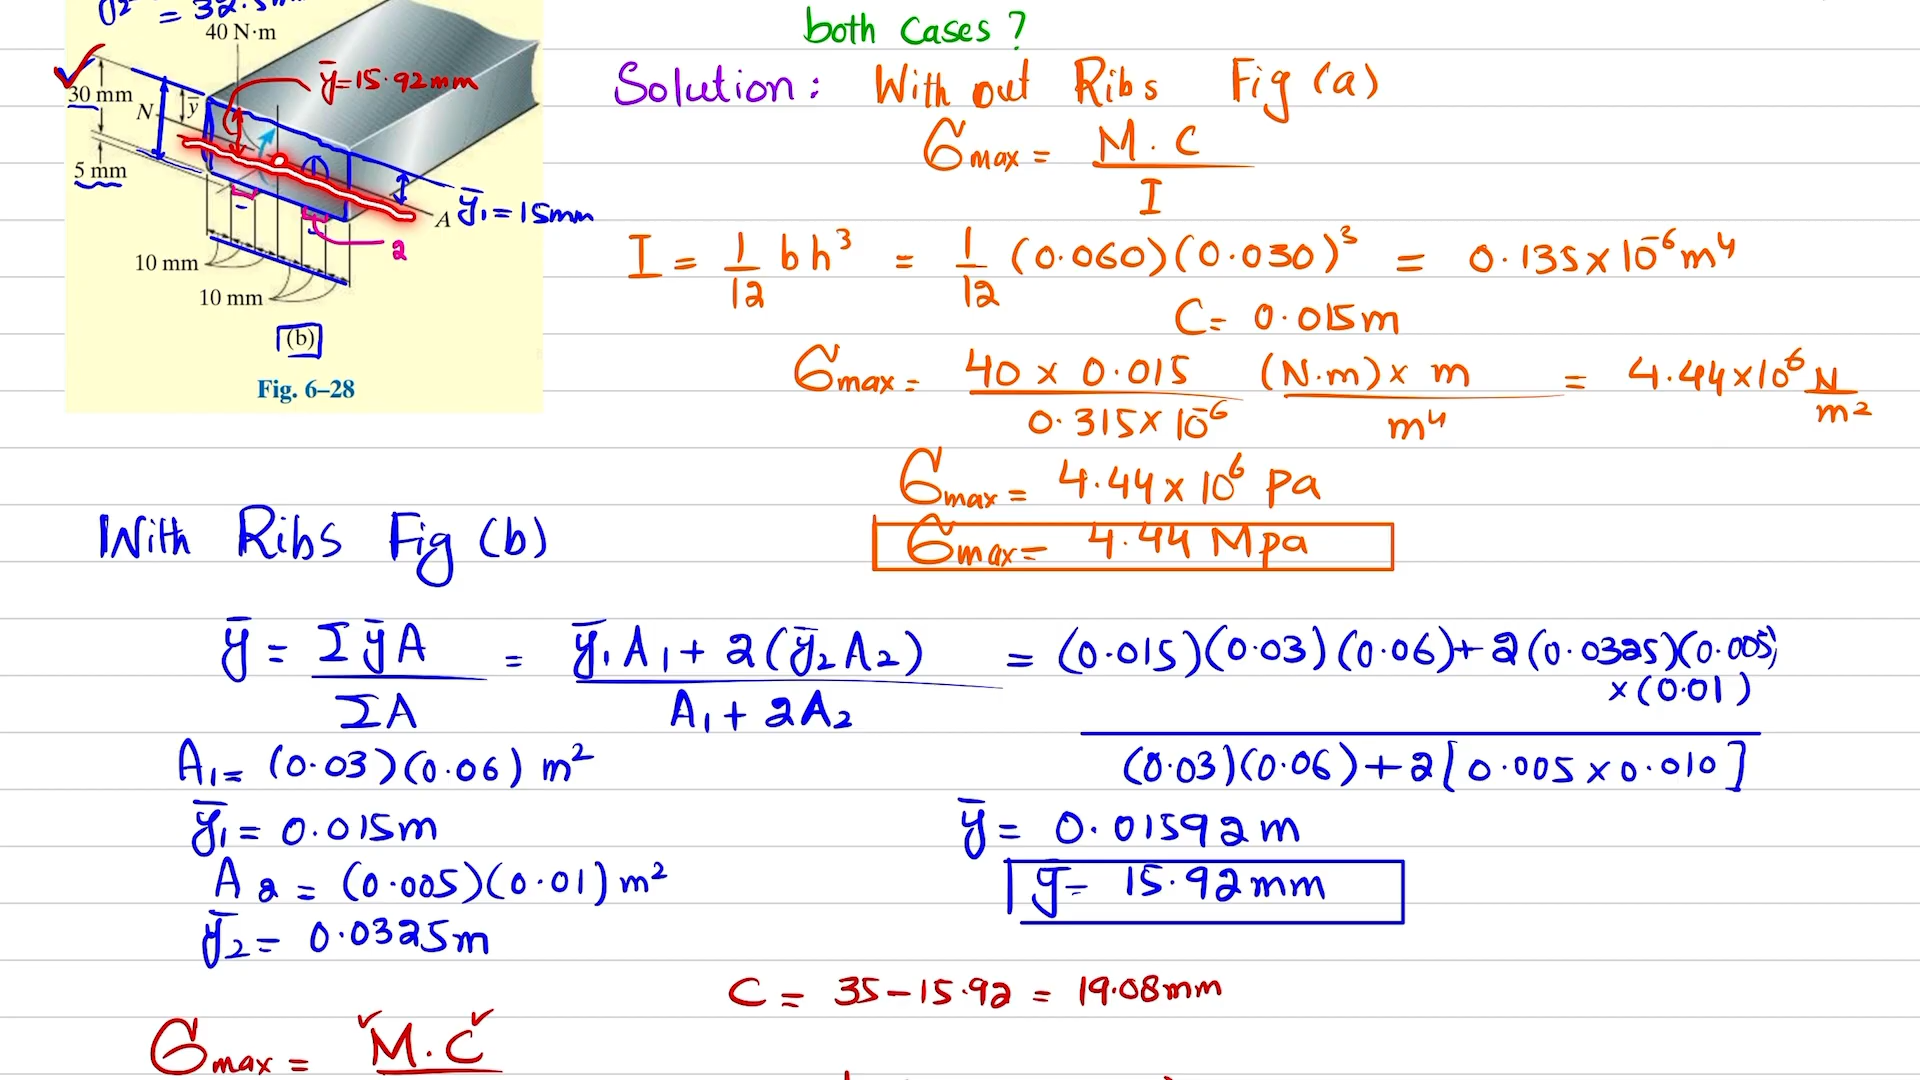 both cases ?
= 32.5
40 N·m
ȳ=15.92mm
30 mm
N
ȳ
5 mm
1
A
ȳ₁ = 15mm
2
10 mm
10 mm
(b)
Fig. 6–28
Solution : With out Ribs Fig (a)
σmax = M . C / I
I = 1/12 bh³ = 1/12 (0.060)(0.030)³ = 0.135×10⁻⁶m⁴
C= 0.015m
σmax = 40 × 0.015 / 0.315×10⁻⁶ (N.m)× m / m⁴ = 4.44×10⁶ N/m²
σmax = 4.44×10⁶ Pa
σmax= 4.44 Mpa
With Ribs Fig (b)
ȳ = ΣȳA / ΣA = ȳ₁A₁+ 2(ȳ₂A₂) / A₁+ 2A₂ = (0.015)(0.03)(0.06)+2(0.0325)(0.005) ×(0.01) / (0.03)(0.06)+2[0.005×0.010]
A₁= (0.03)(0.06) m²
ȳ₁= 0.015m
A₂ = (0.005)(0.01)m²
ȳ₂= 0.0325m
ȳ= 0.01592m
ȳ= 15.92mm
C = 35-15.92 = 19.08mm
σmax = M.C